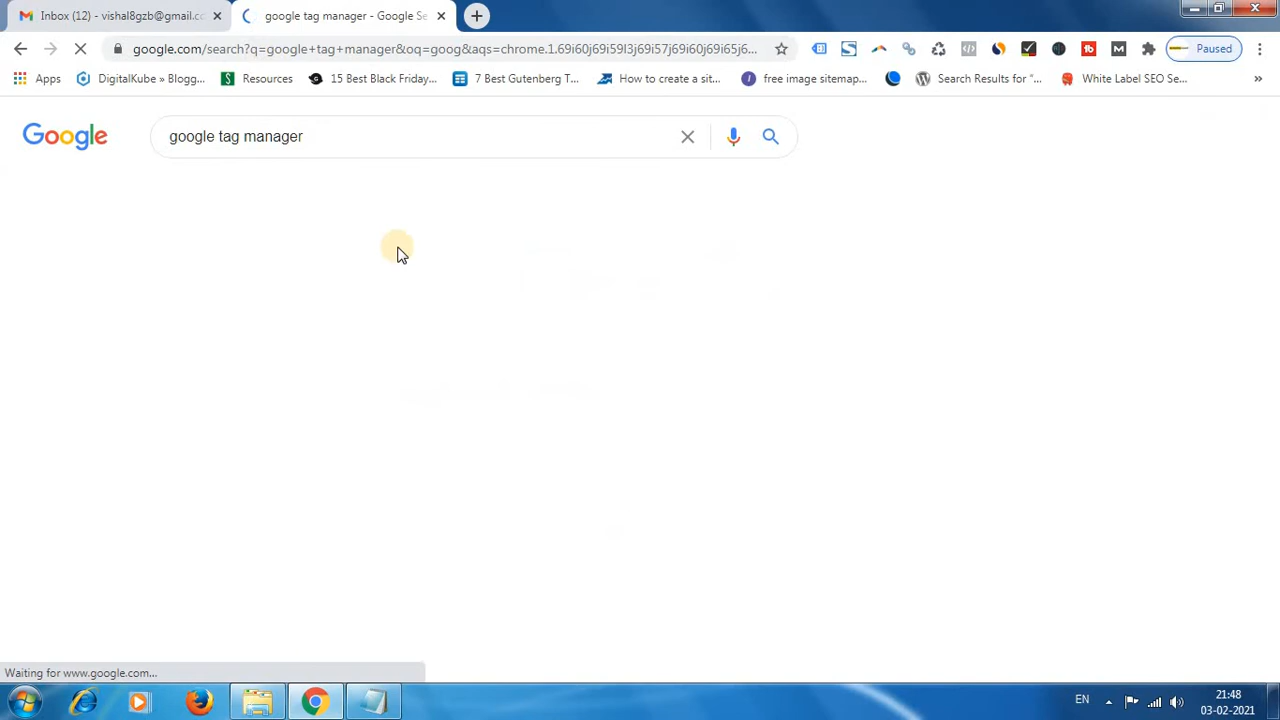 Inbox (12) - vishal8gzb@gmail.cc
google tag manager - Google Se
google.com/search?q=google+tag+manager&oq=goog&aqs=chrome.1.69i60j69i59l3j69i57j69i60j69i65j6...
Paused
Apps
DigitalKube » Blogg...
Resources
15 Best Black Friday...
7 Best Gutenberg T...
How to create a sit...
free image sitemap...
Search Results for “...
White Label SEO Se...
»
Google
google tag manager
Waiting for www.google.com...
EN
21:48
03-02-2021